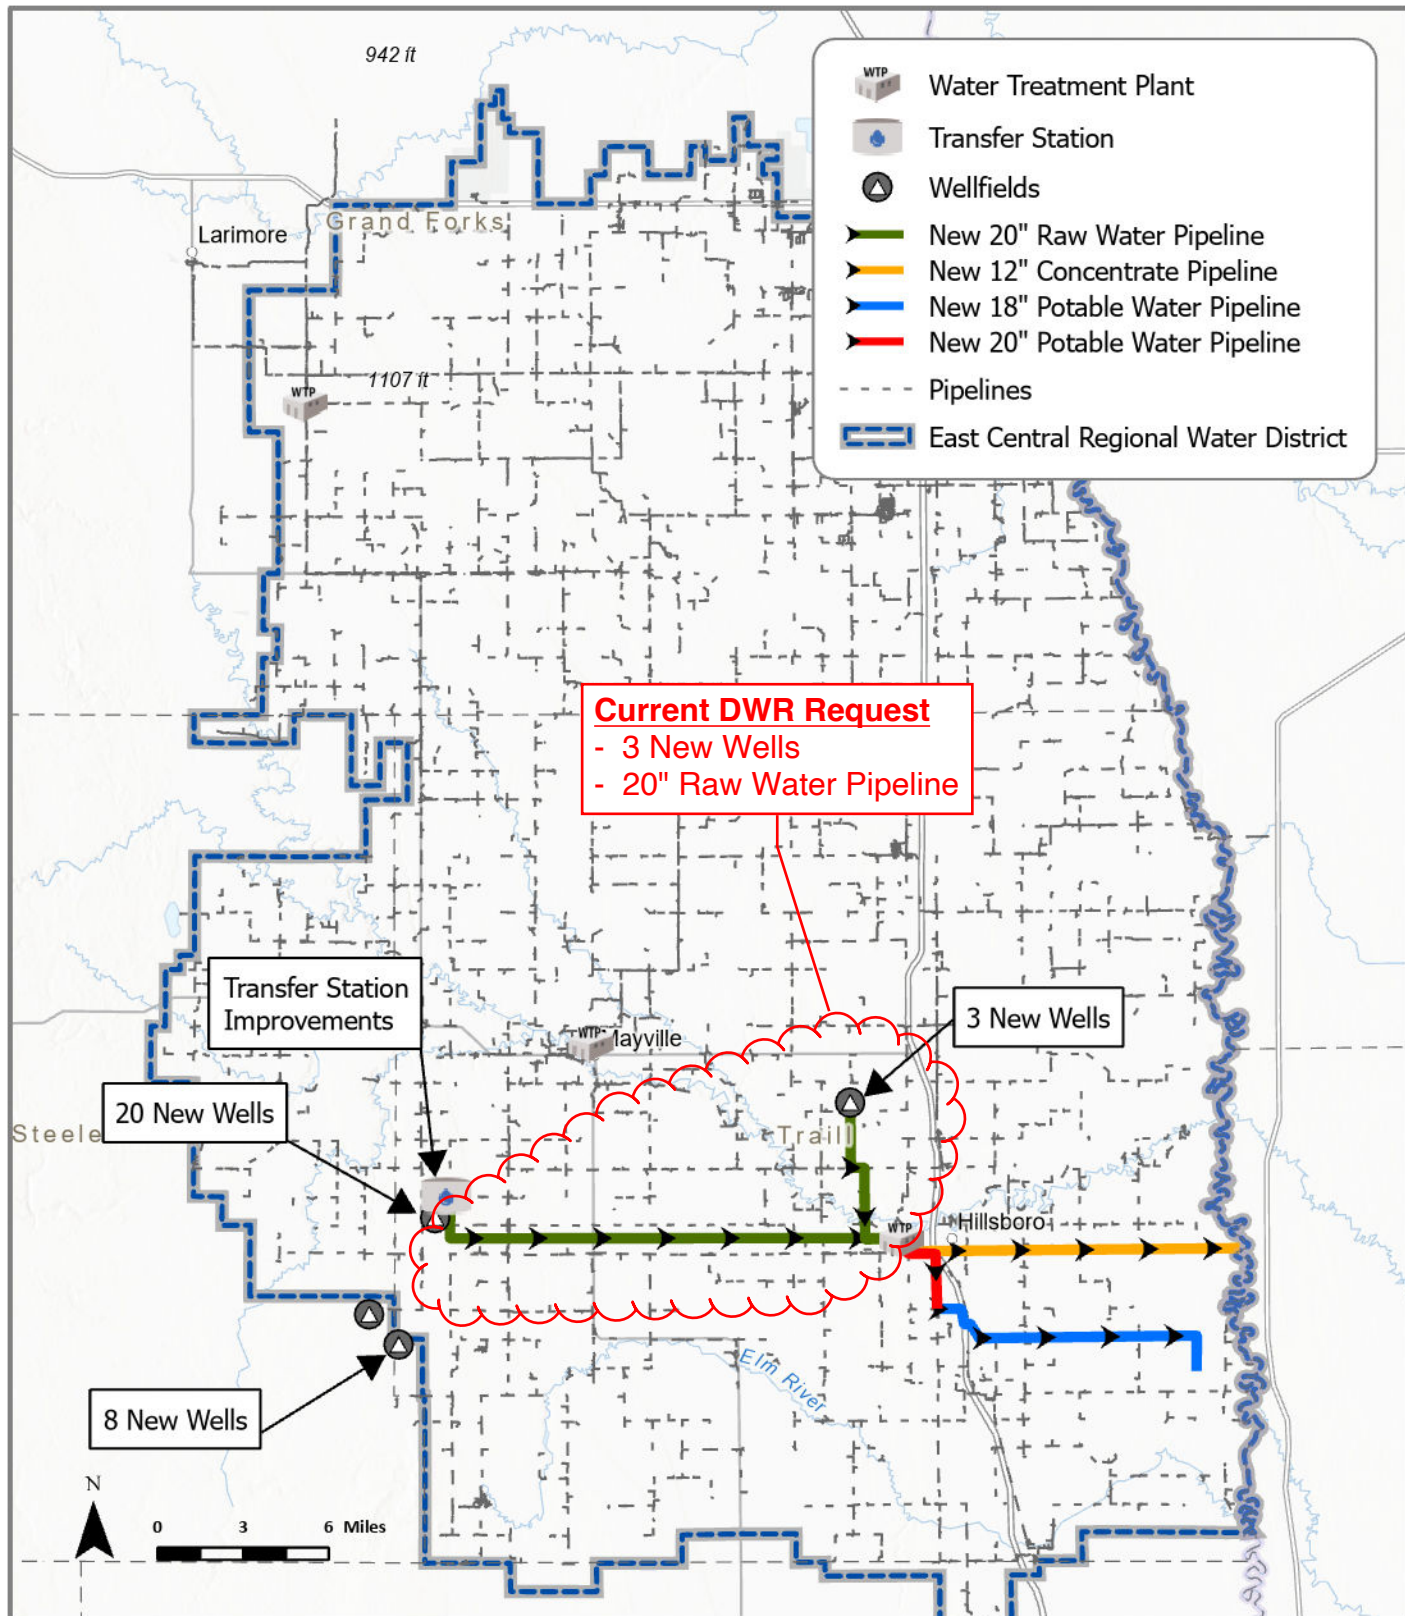 942 ft
WTP
Water Treatment Plant
Transfer Station
Wellfields
New 20" Raw Water Pipeline
New 12" Concentrate Pipeline
New 18" Potable Water Pipeline
New 20" Potable Water Pipeline
Pipelines
East Central Regional Water District
Grand Forks
Larimore
1107 ft
WTP
Current DWR Request
- 3 New Wells
- 20" Raw Water Pipeline
Transfer Station
Improvements
3 New Wells
WTP
Mayville
20 New Wells
Steele
Traill
WTP
Hillsboro
Elm River
8 New Wells
N
0 3 6 Miles